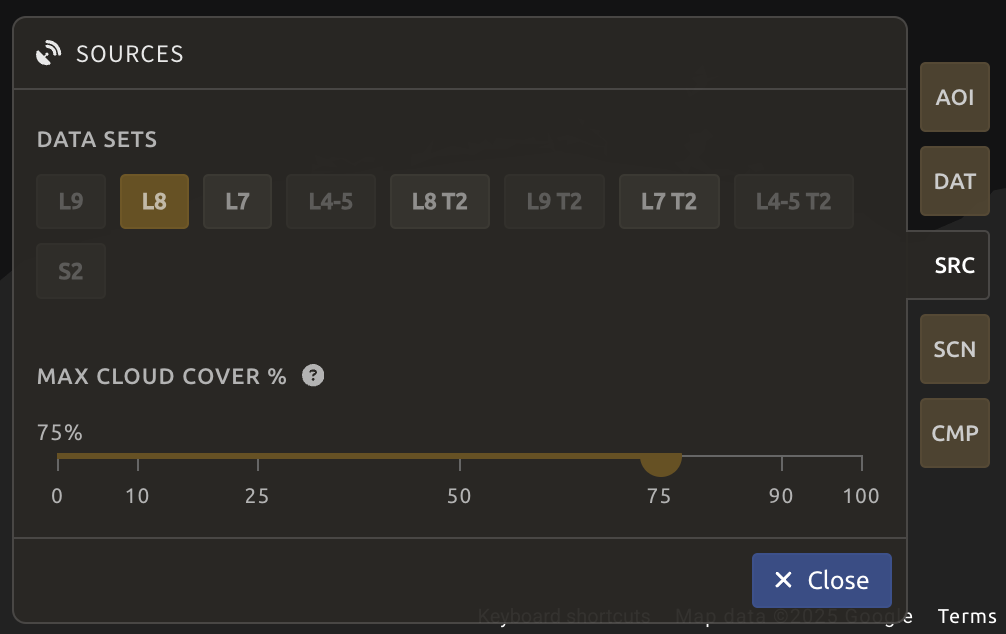 SOURCES
DATA SETS
L9 L8 L7 L4-5 L8 T2 L9 T2 L7 T2 L4-5 T2
S2
MAX CLOUD COVER % ?
75%
0 10 25 50 75 90 100
Close
AOI
DAT
SRC
SCN
CMP
Keyboard shortcuts Map data ©2025 Google Terms